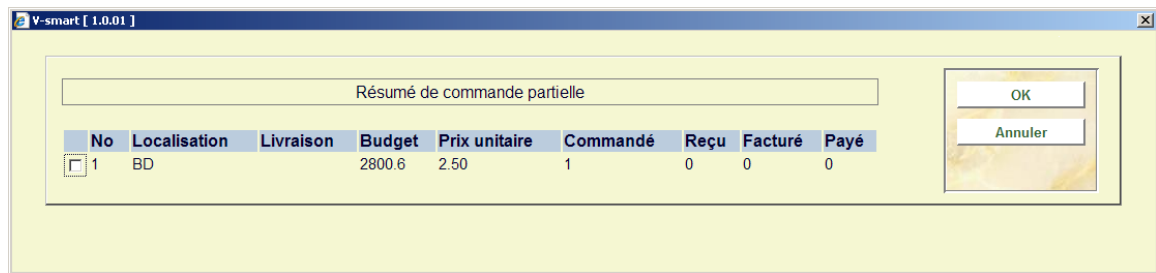 V-smart [ 1.0.01 ]
Résumé de commande partielle
OK
Annuler
No Localisation Livraison Budget Prix unitaire Commandé Reçu Facturé Payé
1 BD 2800.6 2.50 1 0 0 0